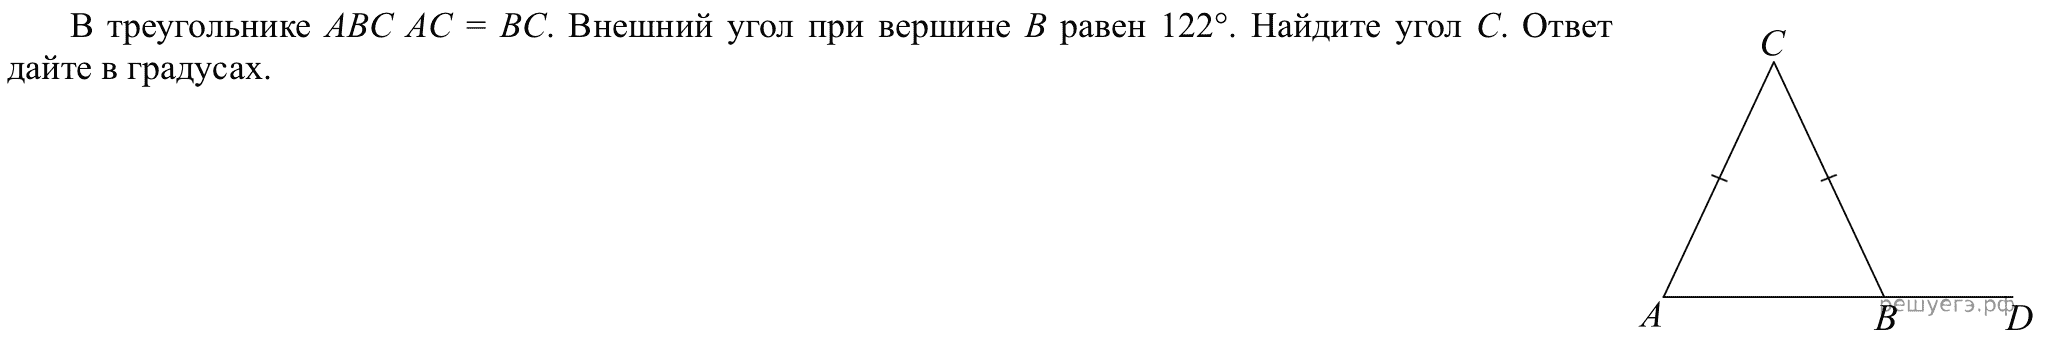 В треугольнике ABC AC = BC. Внешний угол при вершине B равен 122°. Найдите угол C. Ответ
дайте в градусах.
C
A
B
D
решуегэ.рф